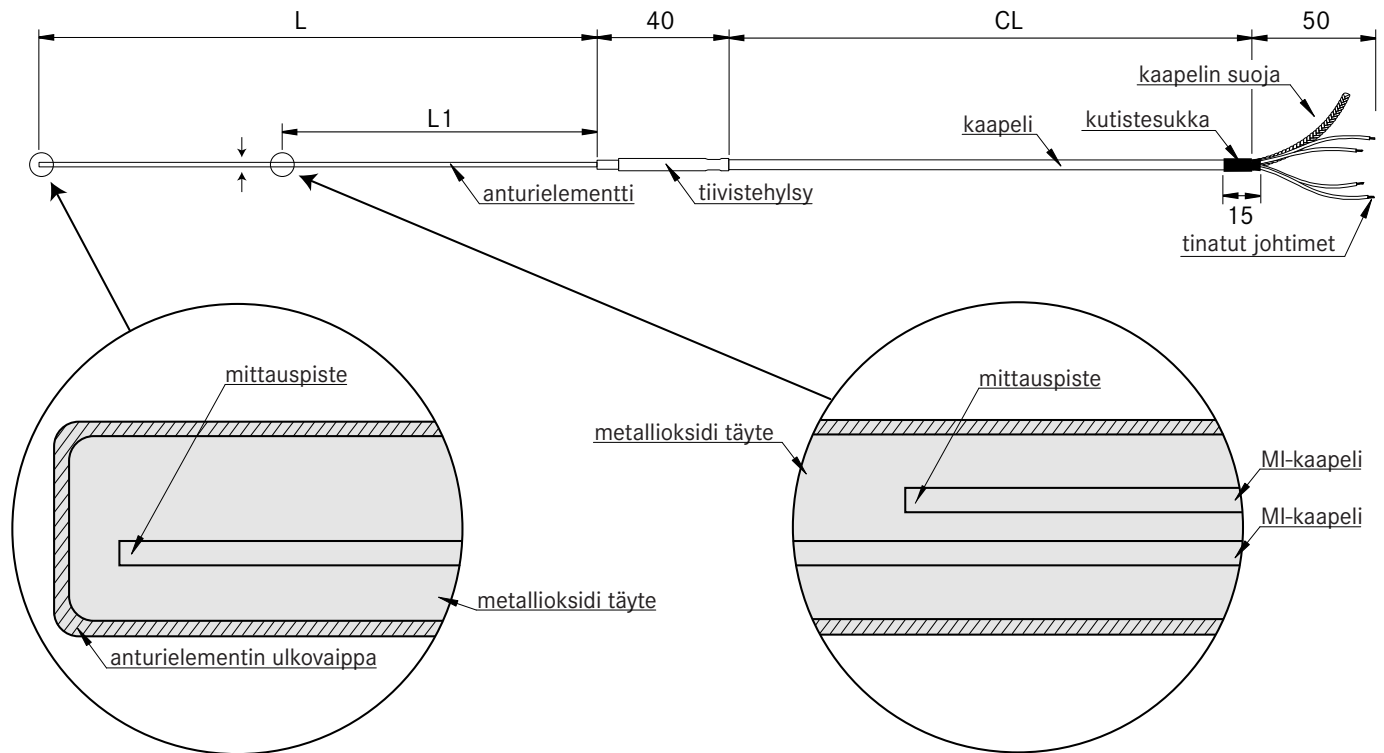 L
40
CL
50
kaapelin suoja
L1
kaapeli
kutistesukka
anturielementti
tiivistehylsy
15
tinatut johtimet
mittauspiste
metallioksidi täyte
anturielementin ulkovaippa
mittauspiste
metallioksidi täyte
MI-kaapeli
MI-kaapeli